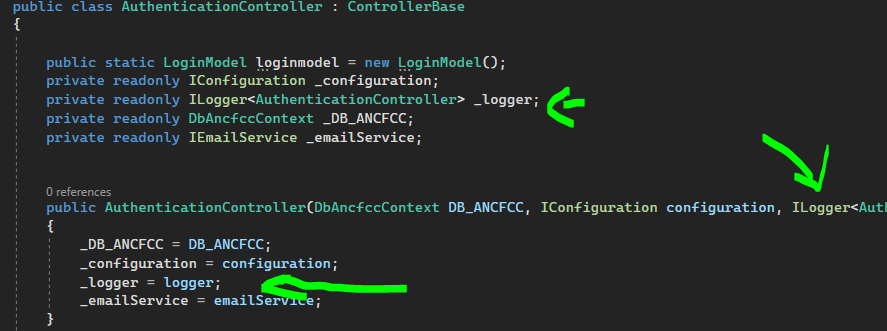 public class AuthenticationController : ControllerBase
{
public static LoginModel loginmodel = new LoginModel();
private readonly IConfiguration _configuration;
private readonly ILogger<AuthenticationController> _logger;
private readonly DbAncfccContext _DB_ANCFCC;
private readonly IEmailService _emailService;
0 references
public AuthenticationController(DbAncfccContext DB_ANCFCC, IConfiguration configuration, ILogger<Aut
{
_DB_ANCFCC = DB_ANCFCC;
_configuration = configuration;
_logger = logger;
_emailService = emailService;
}